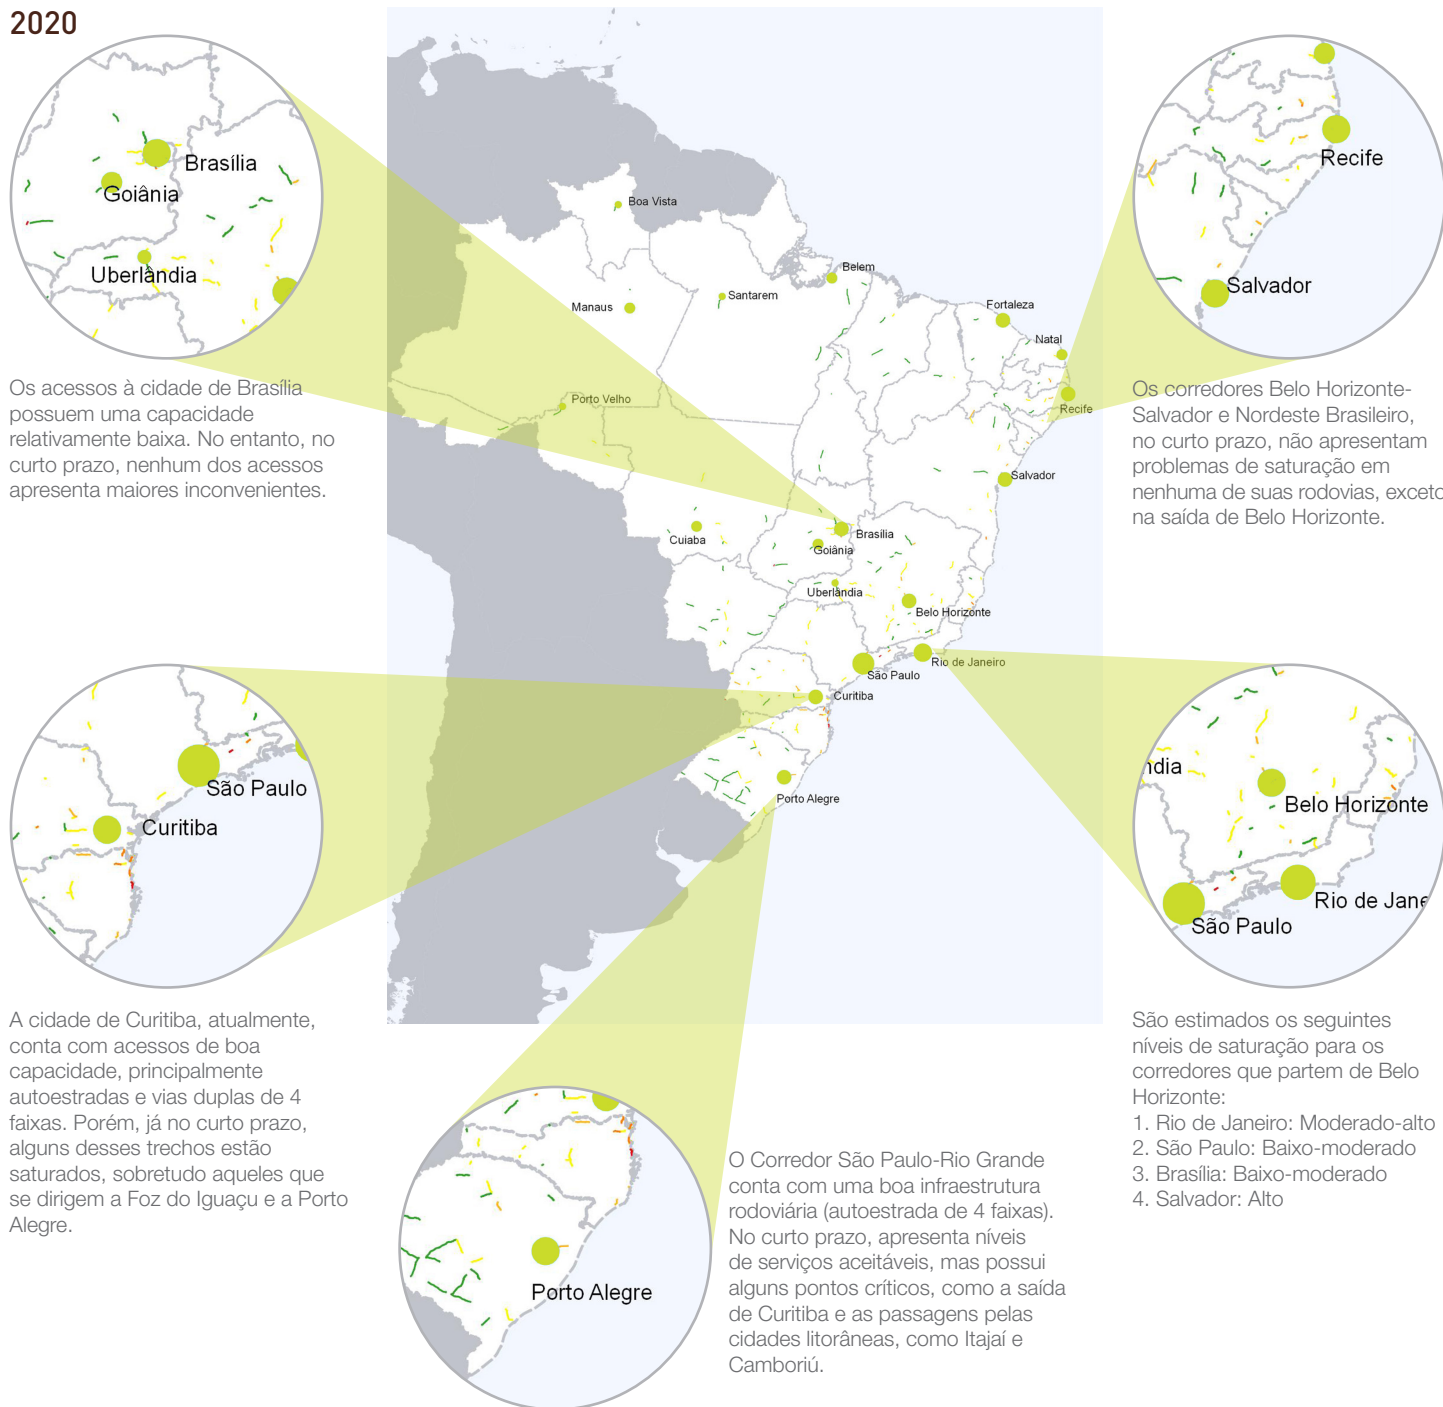 2020
Brasília
Goiânia
Uberlândia
Os acessos à cidade de Brasília
possuem uma capacidade
relativamente baixa. No entanto, no
curto prazo, nenhum dos acessos
apresenta maiores inconvenientes.
Recife
Salvador
Os corredores Belo Horizonte-
Salvador e Nordeste Brasileiro,
no curto prazo, não apresentam
problemas de saturação em
nenhuma de suas rodovias, exceto
na saída de Belo Horizonte.
Boa Vista
Belem
Santarem
Manaus
Fortaleza
Natal
Porto Velho
Recife
Salvador
Cuiaba
Brasília
Goiânia
Uberlândia
Belo Horizonte
Rio de Janeiro
São Paulo
Curitiba
Porto Alegre
São Paulo
Curitiba
A cidade de Curitiba, atualmente,
conta com acessos de boa
capacidade, principalmente
autoestradas e vias duplas de 4
faixas. Porém, já no curto prazo,
alguns desses trechos estão
saturados, sobretudo aqueles que
se dirigem a Foz do Iguaçu e a Porto
Alegre.
Porto Alegre
O Corredor São Paulo-Rio Grande
conta com uma boa infraestrutura
rodoviária (autoestrada de 4 faixas).
No curto prazo, apresenta níveis
de serviços aceitáveis, mas possui
alguns pontos críticos, como a saída
de Curitiba e as passagens pelas
cidades litorâneas, como Itajaí e
Camboriú.
ndia
Belo Horizonte
Rio de Jane
São Paulo
São estimados os seguintes
níveis de saturação para os
corredores que partem de Belo
Horizonte:
1. Rio de Janeiro: Moderado-alto
2. São Paulo: Baixo-moderado
3. Brasília: Baixo-moderado
4. Salvador: Alto